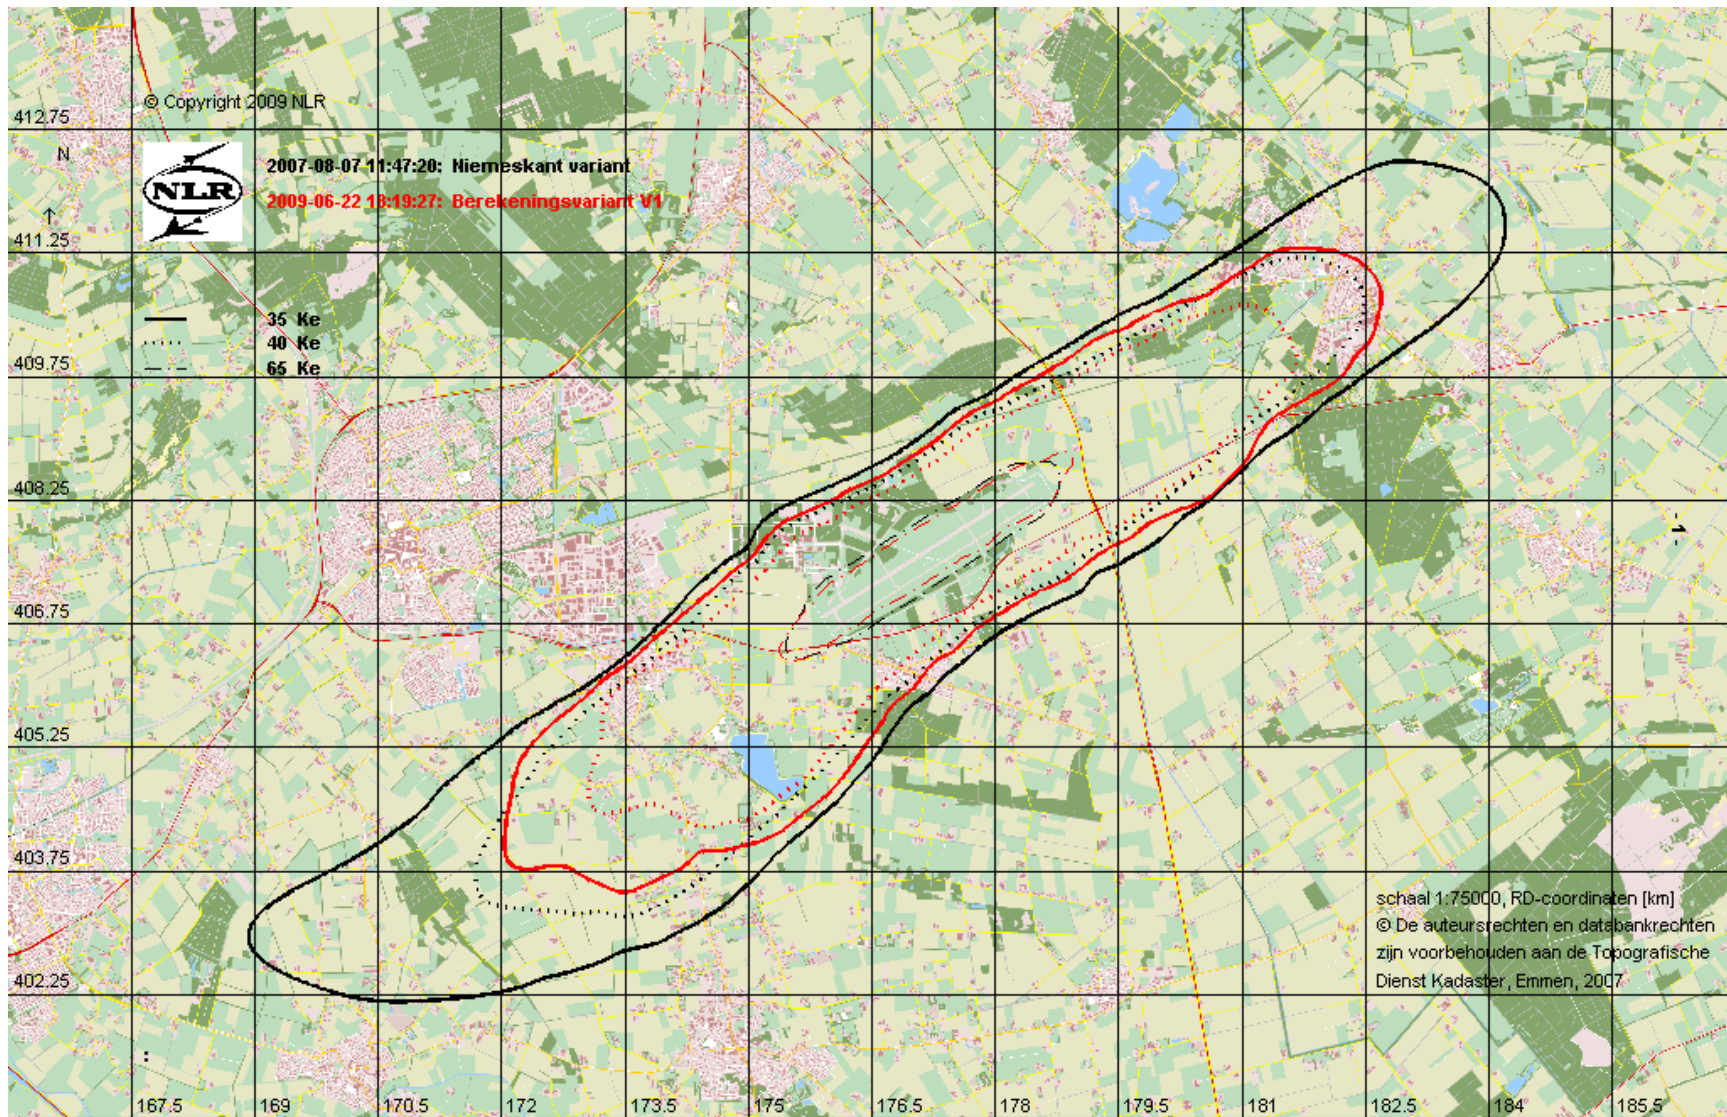 © Copyright 2009 NLR
412.75
N
NLR
2007-08-07 11:47:20: Niemeskant variant
2009-06-22 18:19:27: Berekeningsvariant V1
411.25
35 Ke
40 Ke
409.75
65 Ke
408.25
406.75
405.25
403.75
schaal 1:75000, RD-coordinaten [km]
© De auteursrechten en databankrechten
zijn voorbehouden aan de Topografische
Dienst Kadaster, Emmen, 2007
402.25
167.5 169 170.5 172 173.5 175 176.5 178 179.5 181 182.5 184 185.5